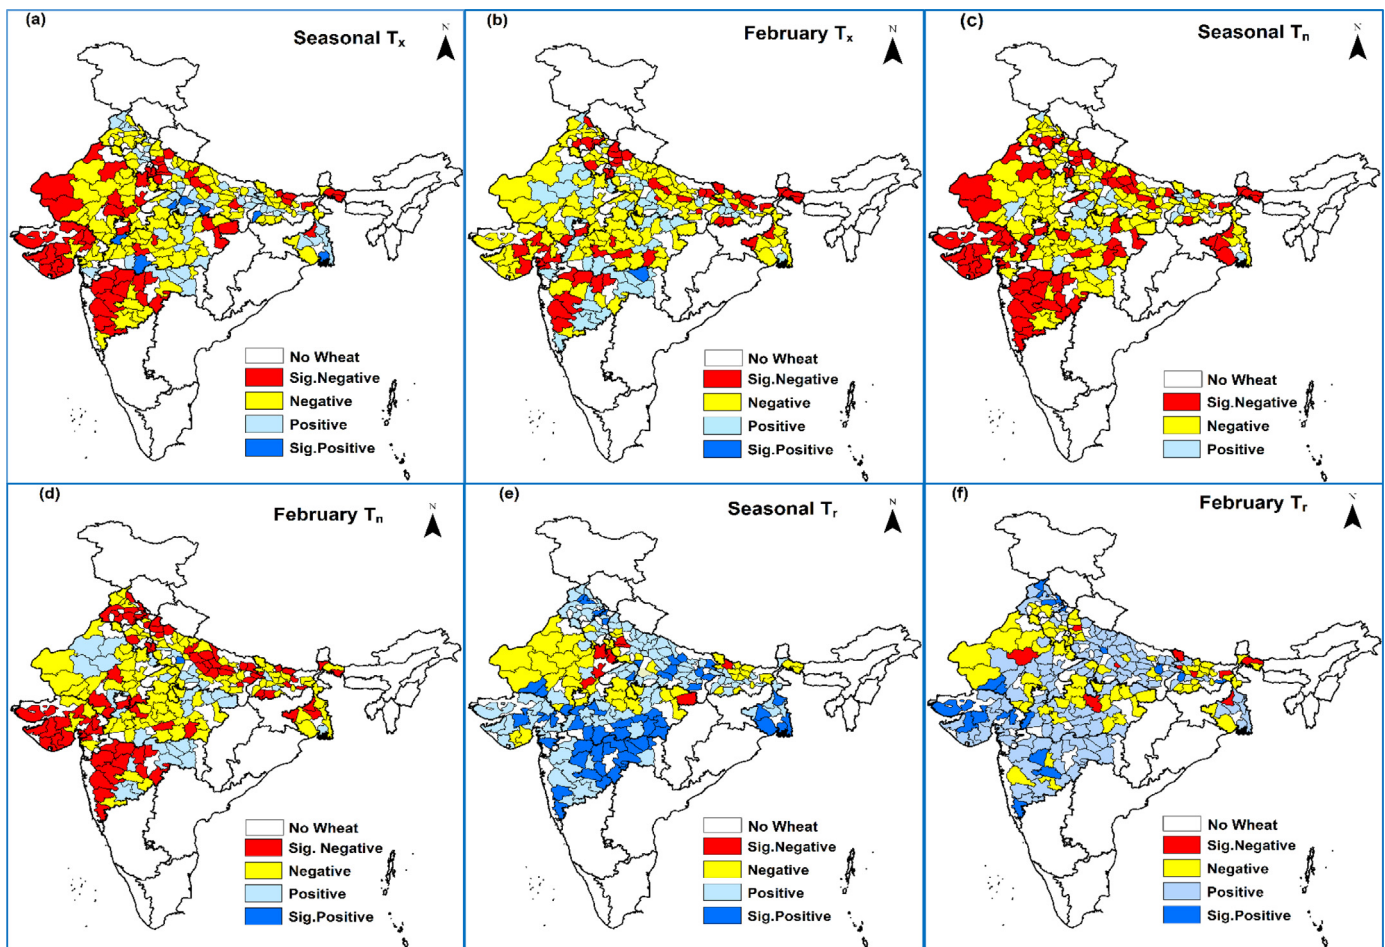 (a)
Seasonal Tx
N
No Wheat
Sig.Negative
Negative
Positive
Sig.Positive
(b)
February Tx
N
No Wheat
Sig.Negative
Negative
Positive
Sig.Positive
(c)
Seasonal Tn
N
No Wheat
Sig.Negative
Negative
Positive
(d)
February Tn
N
No Wheat
Sig. Negative
Negative
Positive
Sig.Positive
(e)
Seasonal Tr
N
No Wheat
Sig.Negative
Negative
Positive
Sig.Positive
(f)
February Tr
N
No Wheat
Sig.Negative
Negative
Positive
Sig.Positive